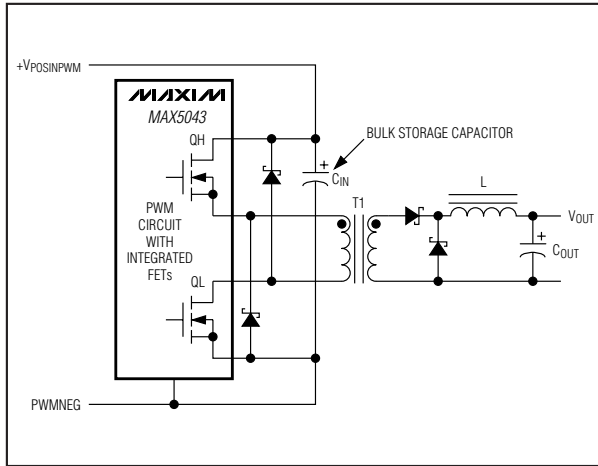 +VPOSINPWM
MAXIM
MAX5043
QH
PWM
CIRCUIT
WITH
INTEGRATED
FETs
QL
PWMNEG
BULK STORAGE CAPACITOR
+
CIN
T1
L
VOUT
+
COUT